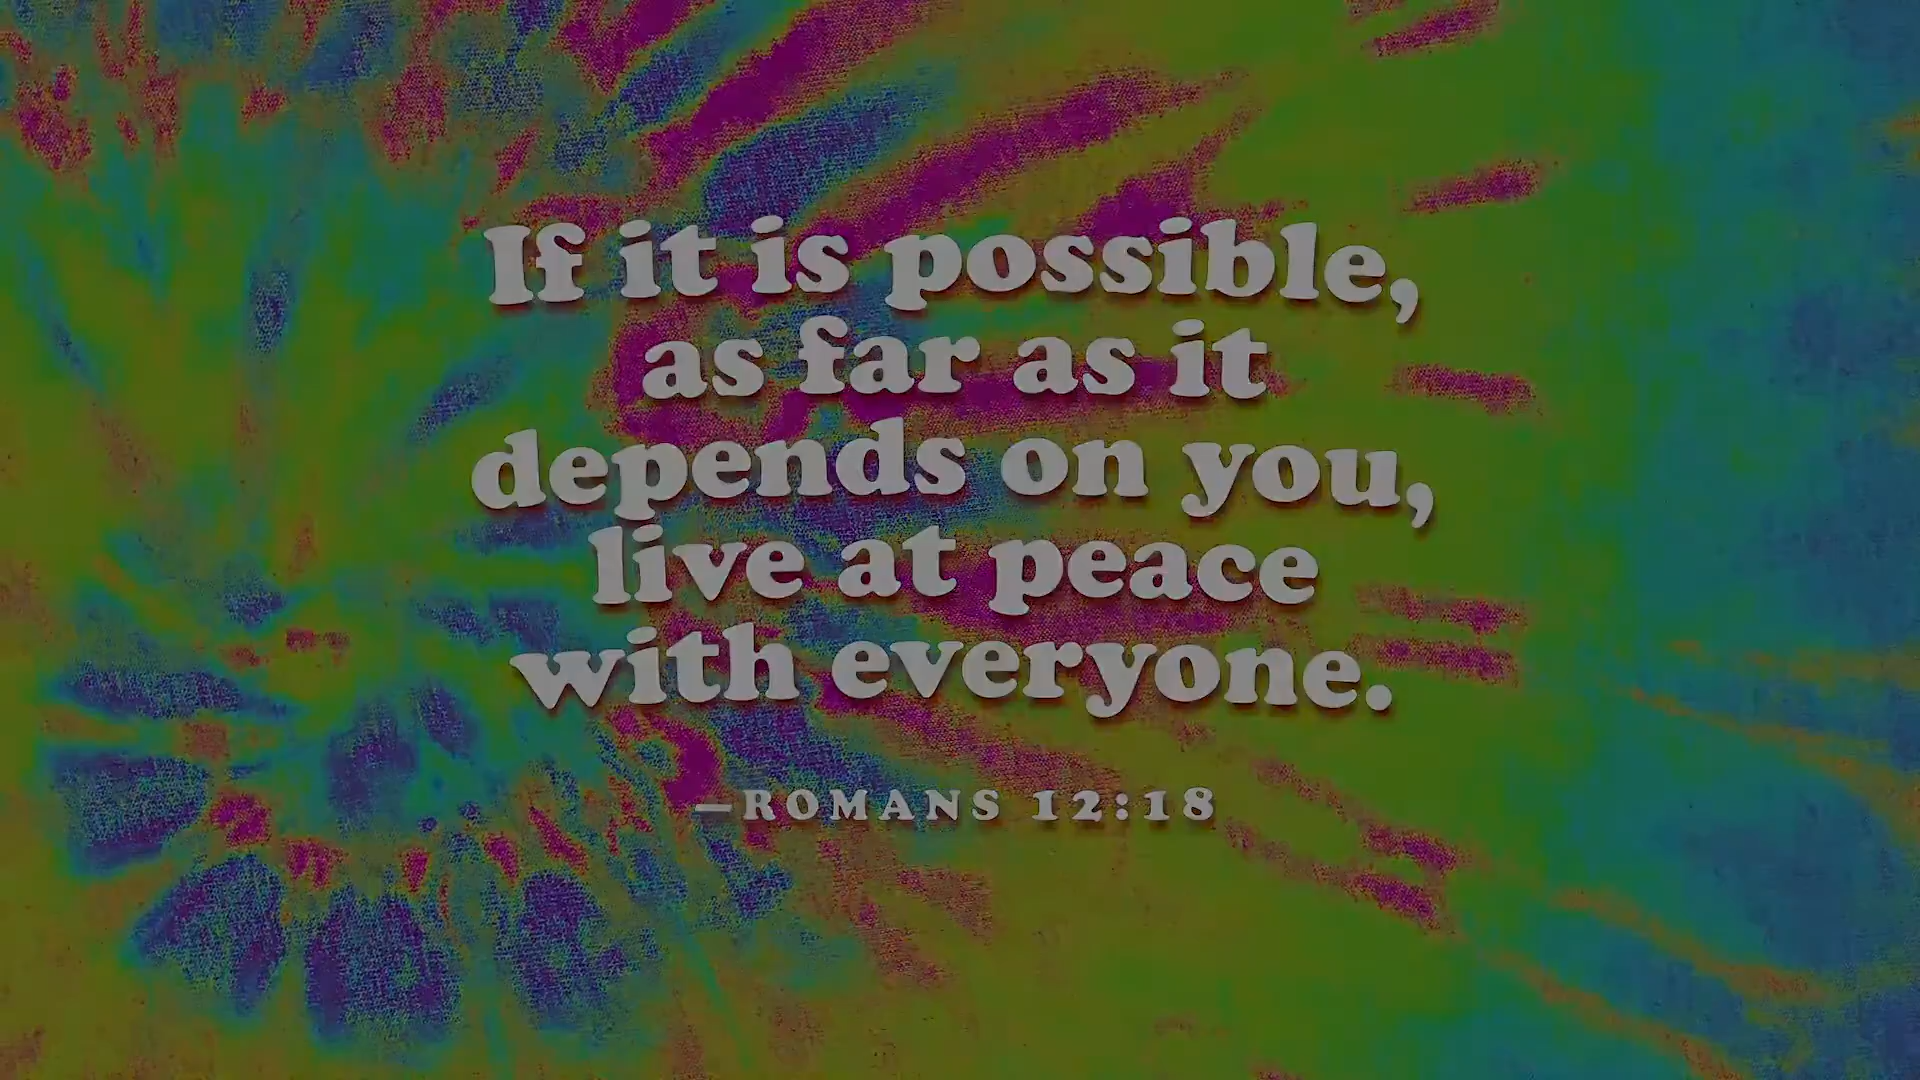 If it is possible,
as far as it
depends on you,
live at peace
with everyone.
—ROMANS 12:18